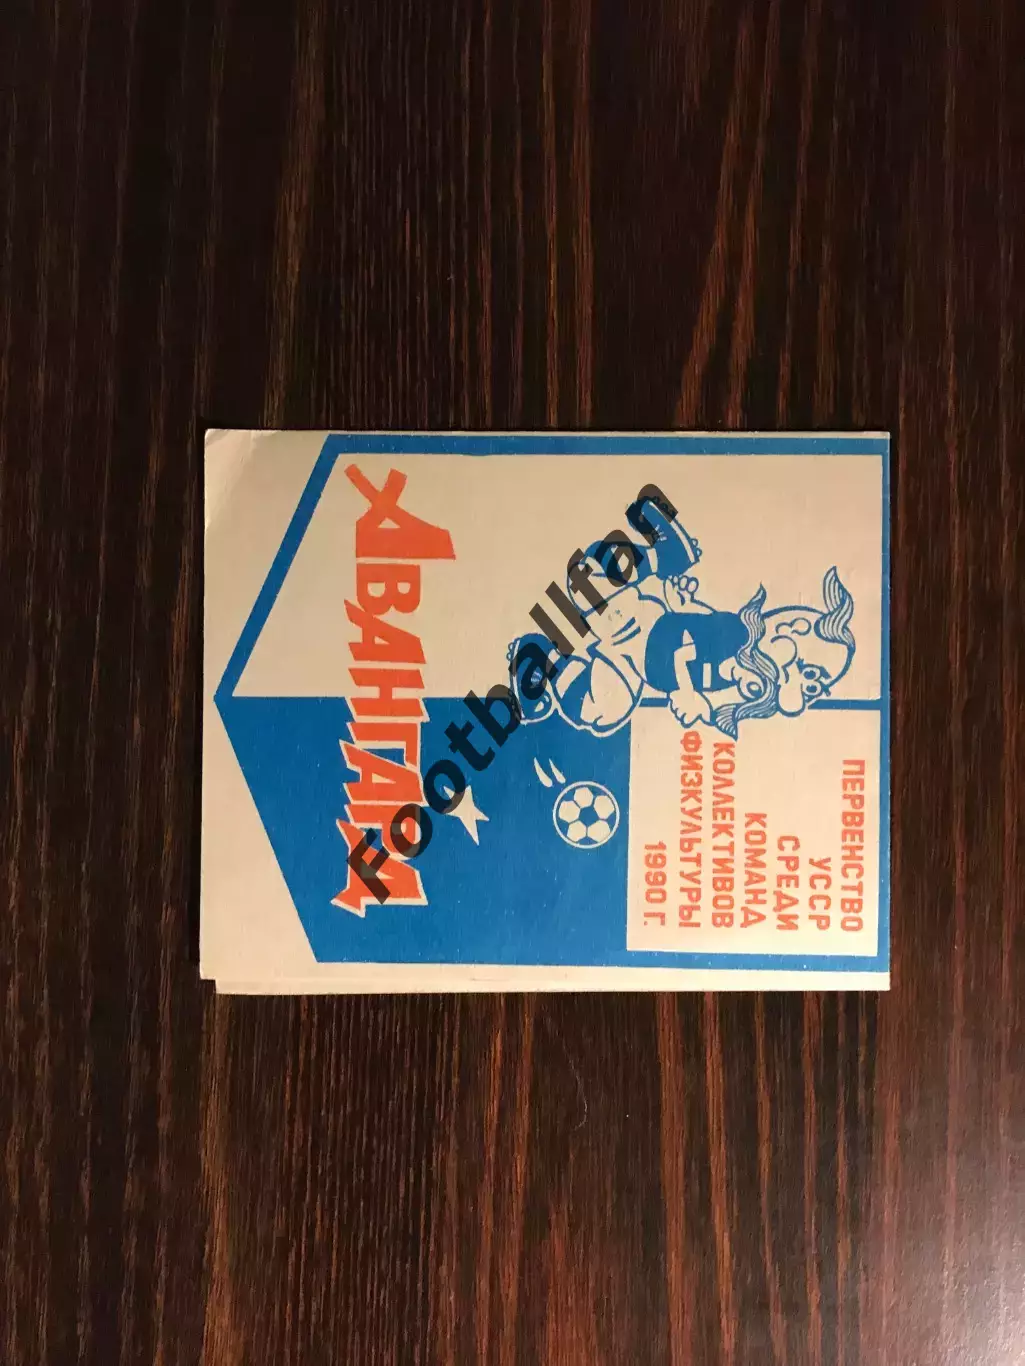 ПЕРВЕНСТВО
УССР
СРЕДИ
КОМАНД
КОЛЛЕКТИВОВ
ФИЗКУЛЬТУРЫ
1990 Г.
АВАНГАРД
Footballfan